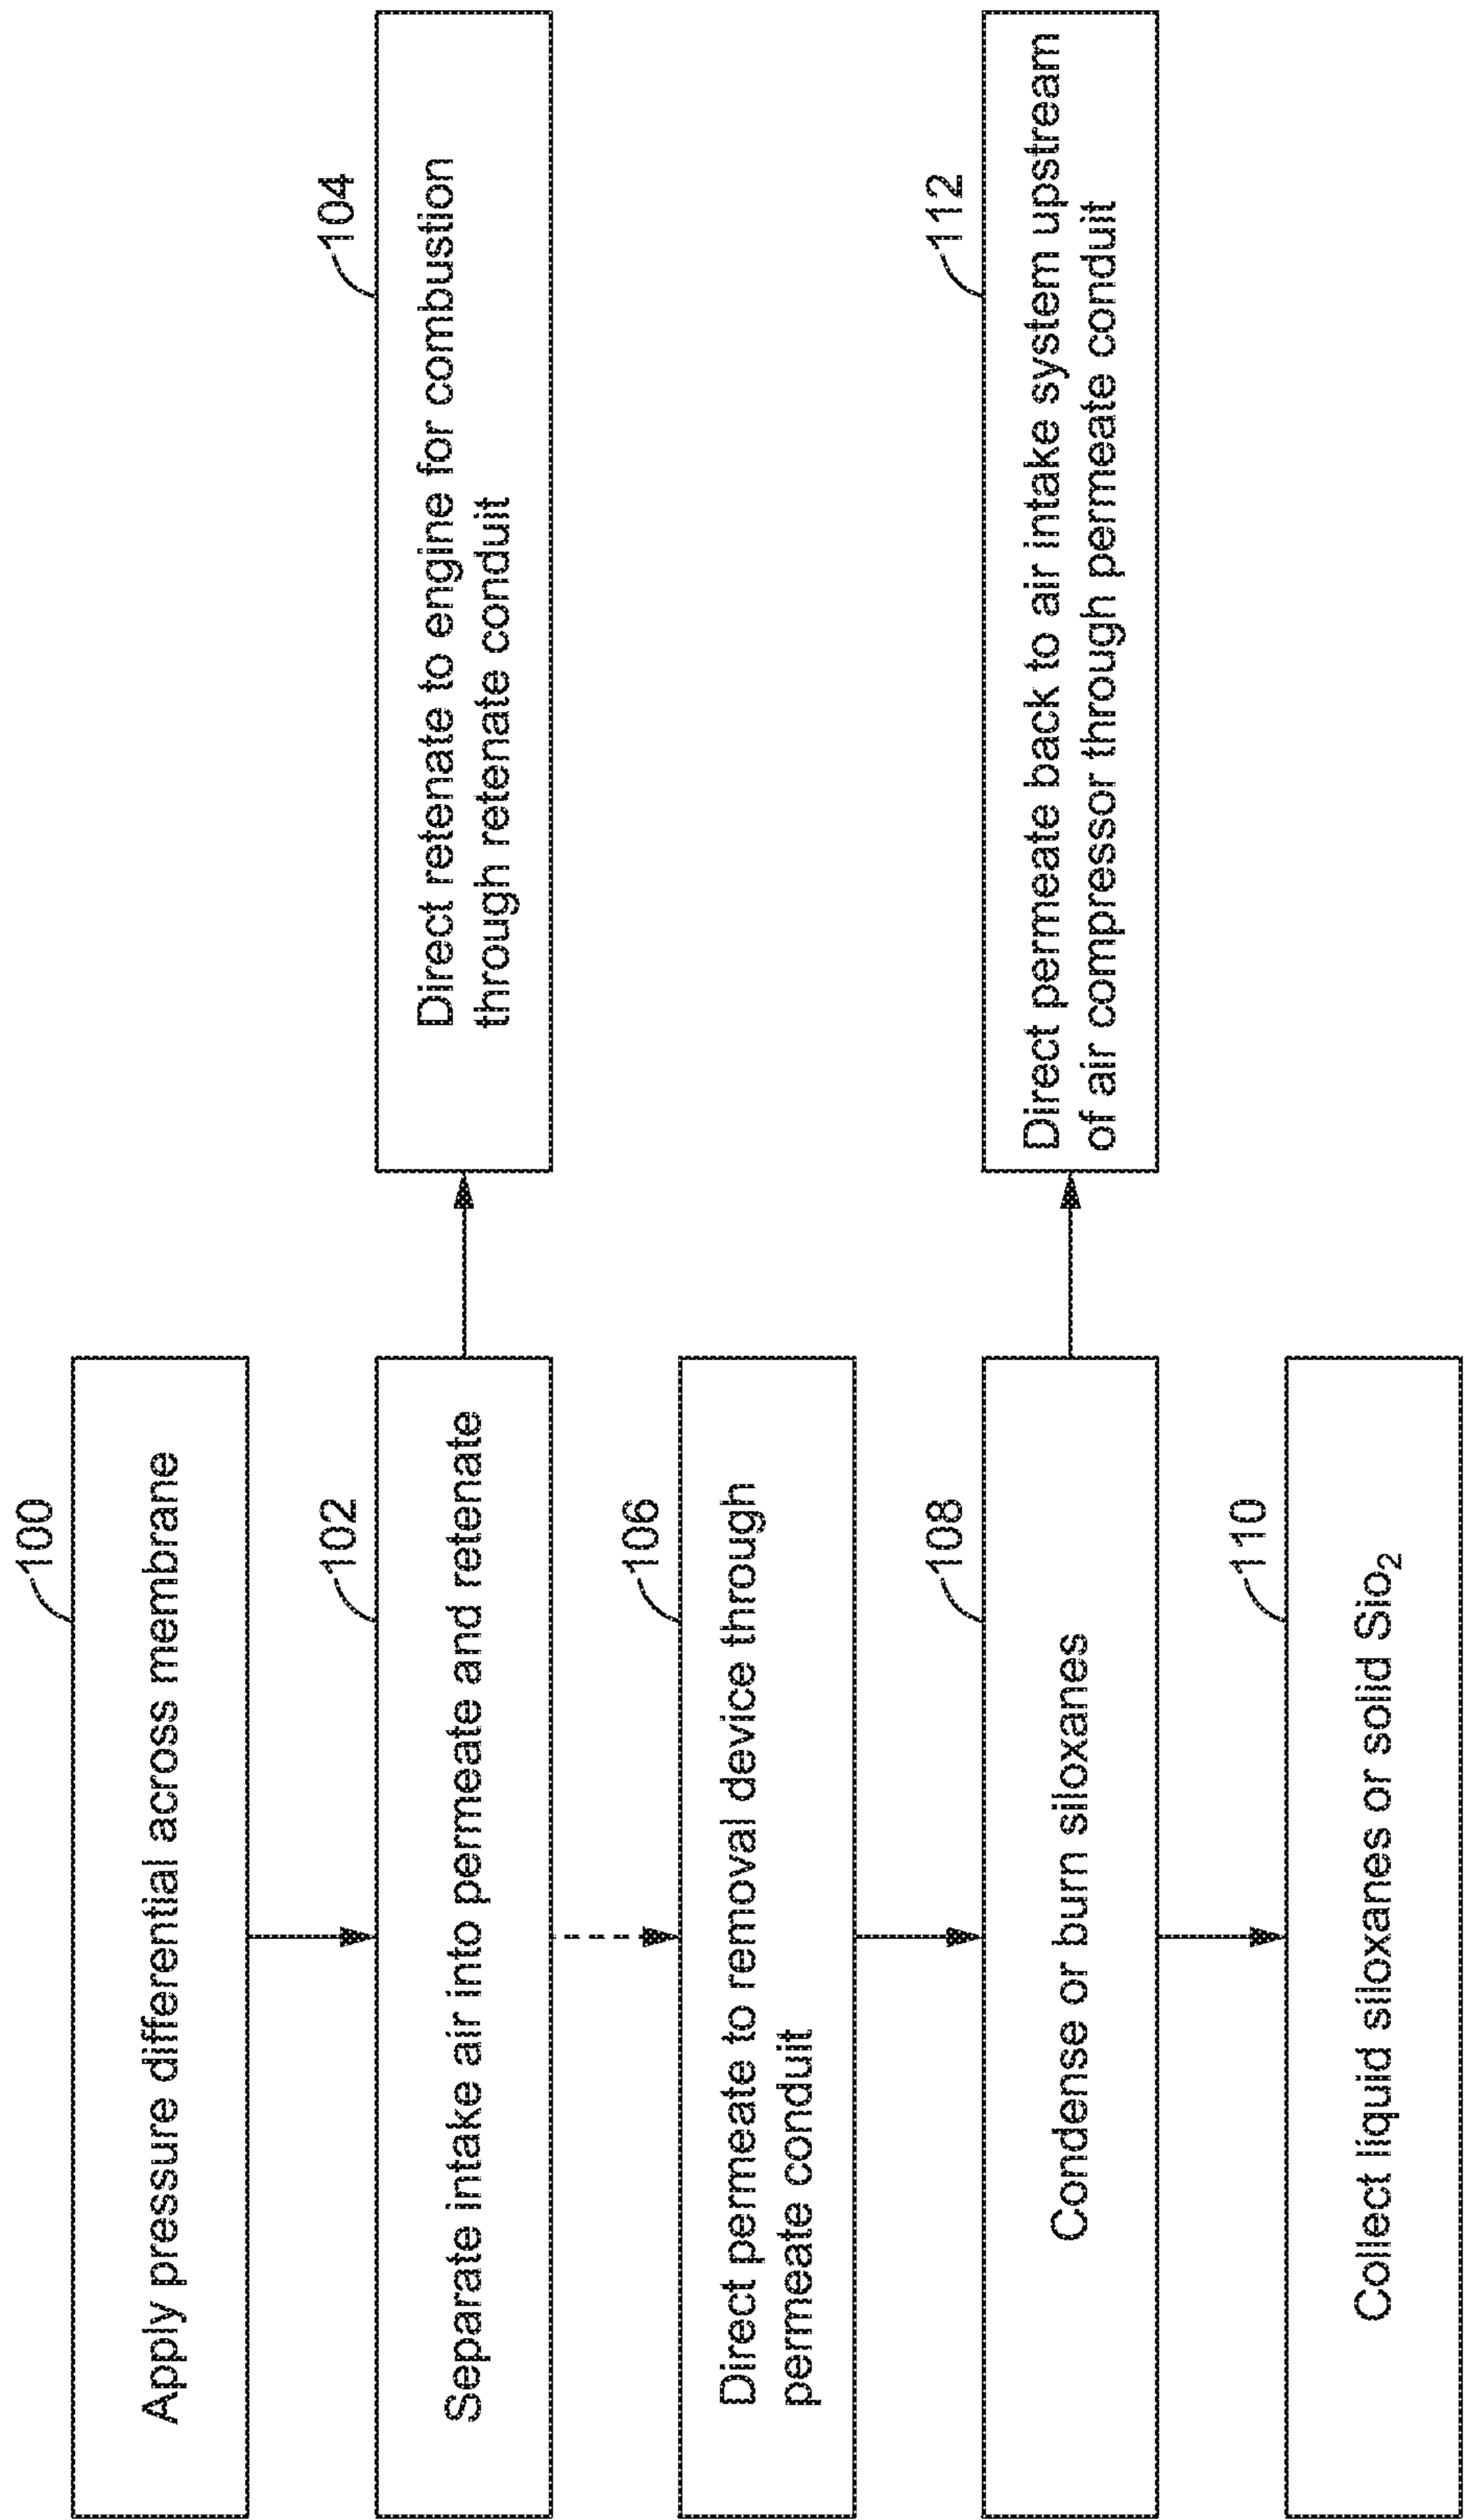 100
Apply pressure differential across membrane
102
Separate intake air into permeate and retenate
104
Direct retenate to engine for combustion
through retenate conduit
106
Direct permeate to removal device through
permeate conduit
108
Condense or burn siloxanes
112
Direct permeate back to air intake system upstream
of air compressor through permeate conduit
110
Collect liquid siloxanes or solid Sio₂